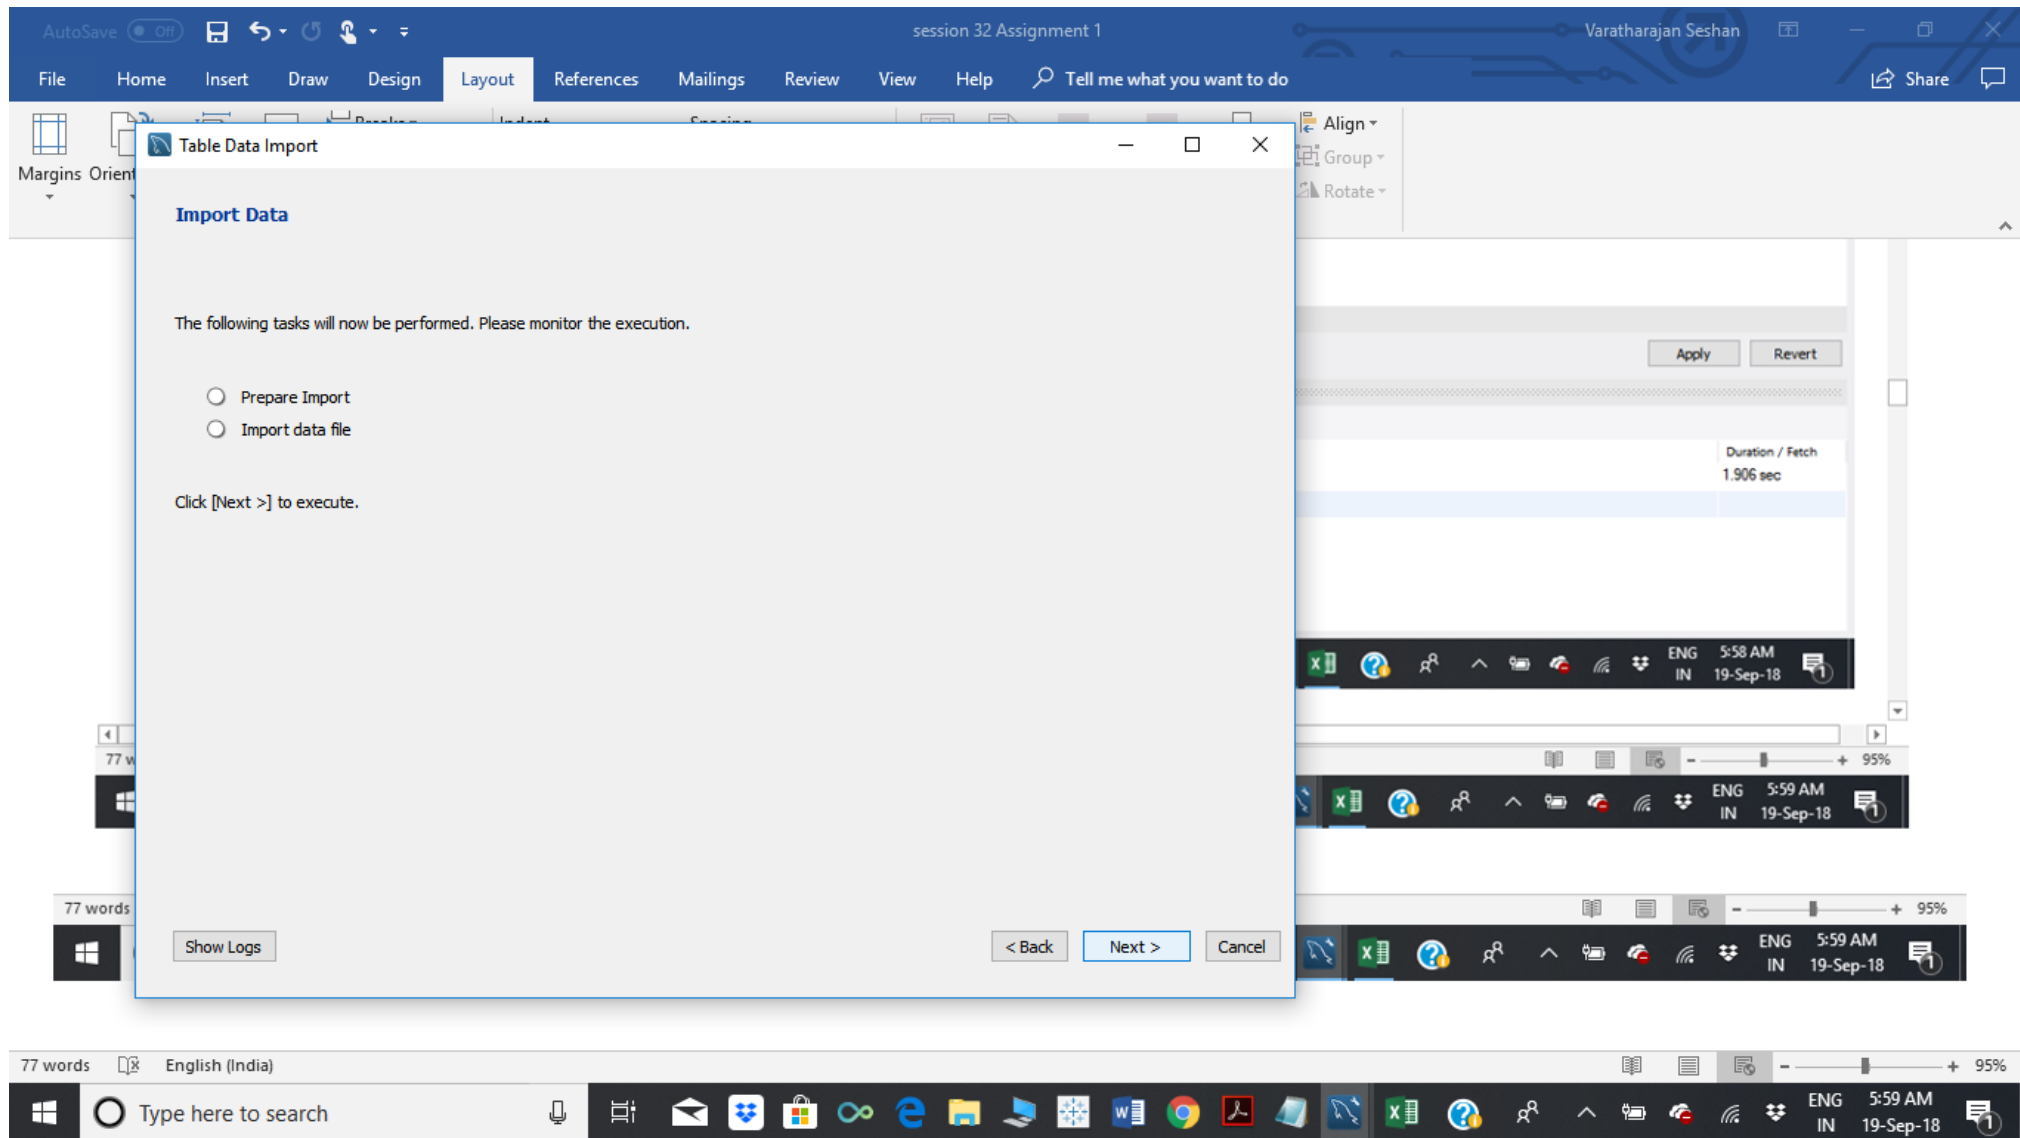 AutoSave Off session 32 Assignment 1 Varatharajan Seshan
File Home Insert Draw Design Layout References Mailings Review View Help Tell me what you want to do Share
Align
Group
Rotate
Margins
Table Data Import
Import Data
The following tasks will now be performed. Please monitor the execution.
Prepare Import
Import data file
Click [Next >] to execute.
Show Logs < Back Next > Cancel
Apply Revert
Duration / Fetch
1.906 sec
ENG 5:58 AM
IN 19-Sep-18
77 95%
ENG 5:59 AM
IN 19-Sep-18
77 words 95%
ENG 5:59 AM
IN 19-Sep-18
77 words English (India) 95%
Type here to search
ENG 5:59 AM
IN 19-Sep-18